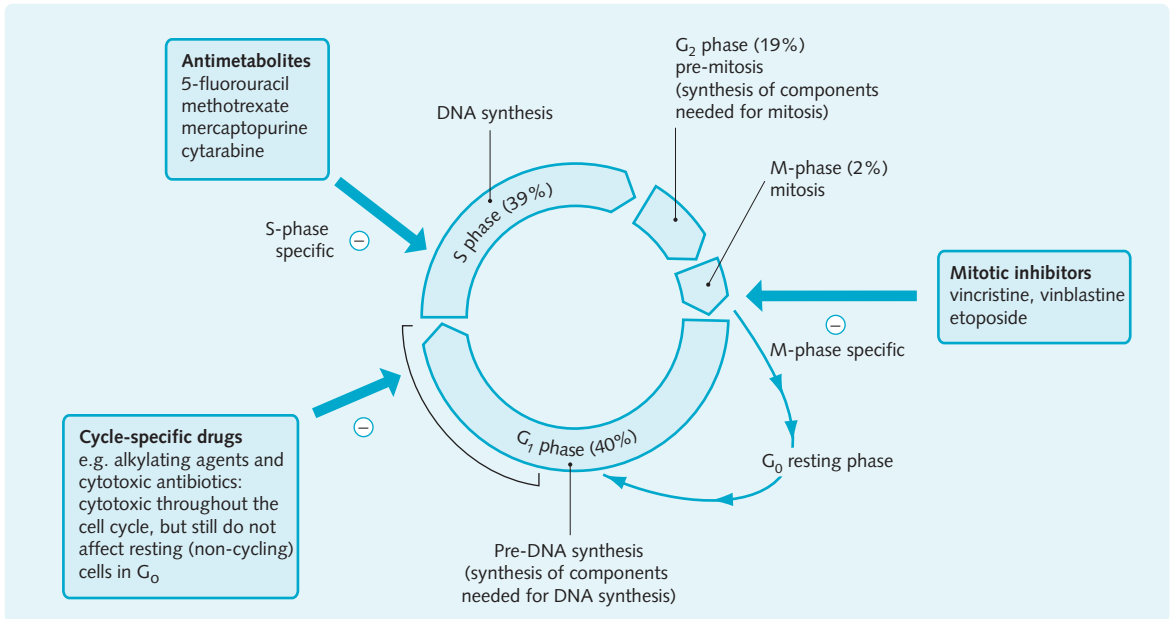 Antimetabolites
5-fluorouracil
methotrexate
mercaptopurine
cytarabine
DNA synthesis
G₂ phase (19%)
pre-mitosis
(synthesis of components
needed for mitosis)
M-phase (2%)
mitosis
S-phase
specific
−
S phase (39%)
Mitotic inhibitors
vincristine, vinblastine
etoposide
−
M-phase specific
−
G₁ phase (40%)
G₀ resting phase
Cycle-specific drugs
e.g. alkylating agents and
cytotoxic antibiotics:
cytotoxic throughout the
cell cycle, but still do not
affect resting (non-cycling)
cells in G₀
Pre-DNA synthesis
(synthesis of components
needed for DNA synthesis)